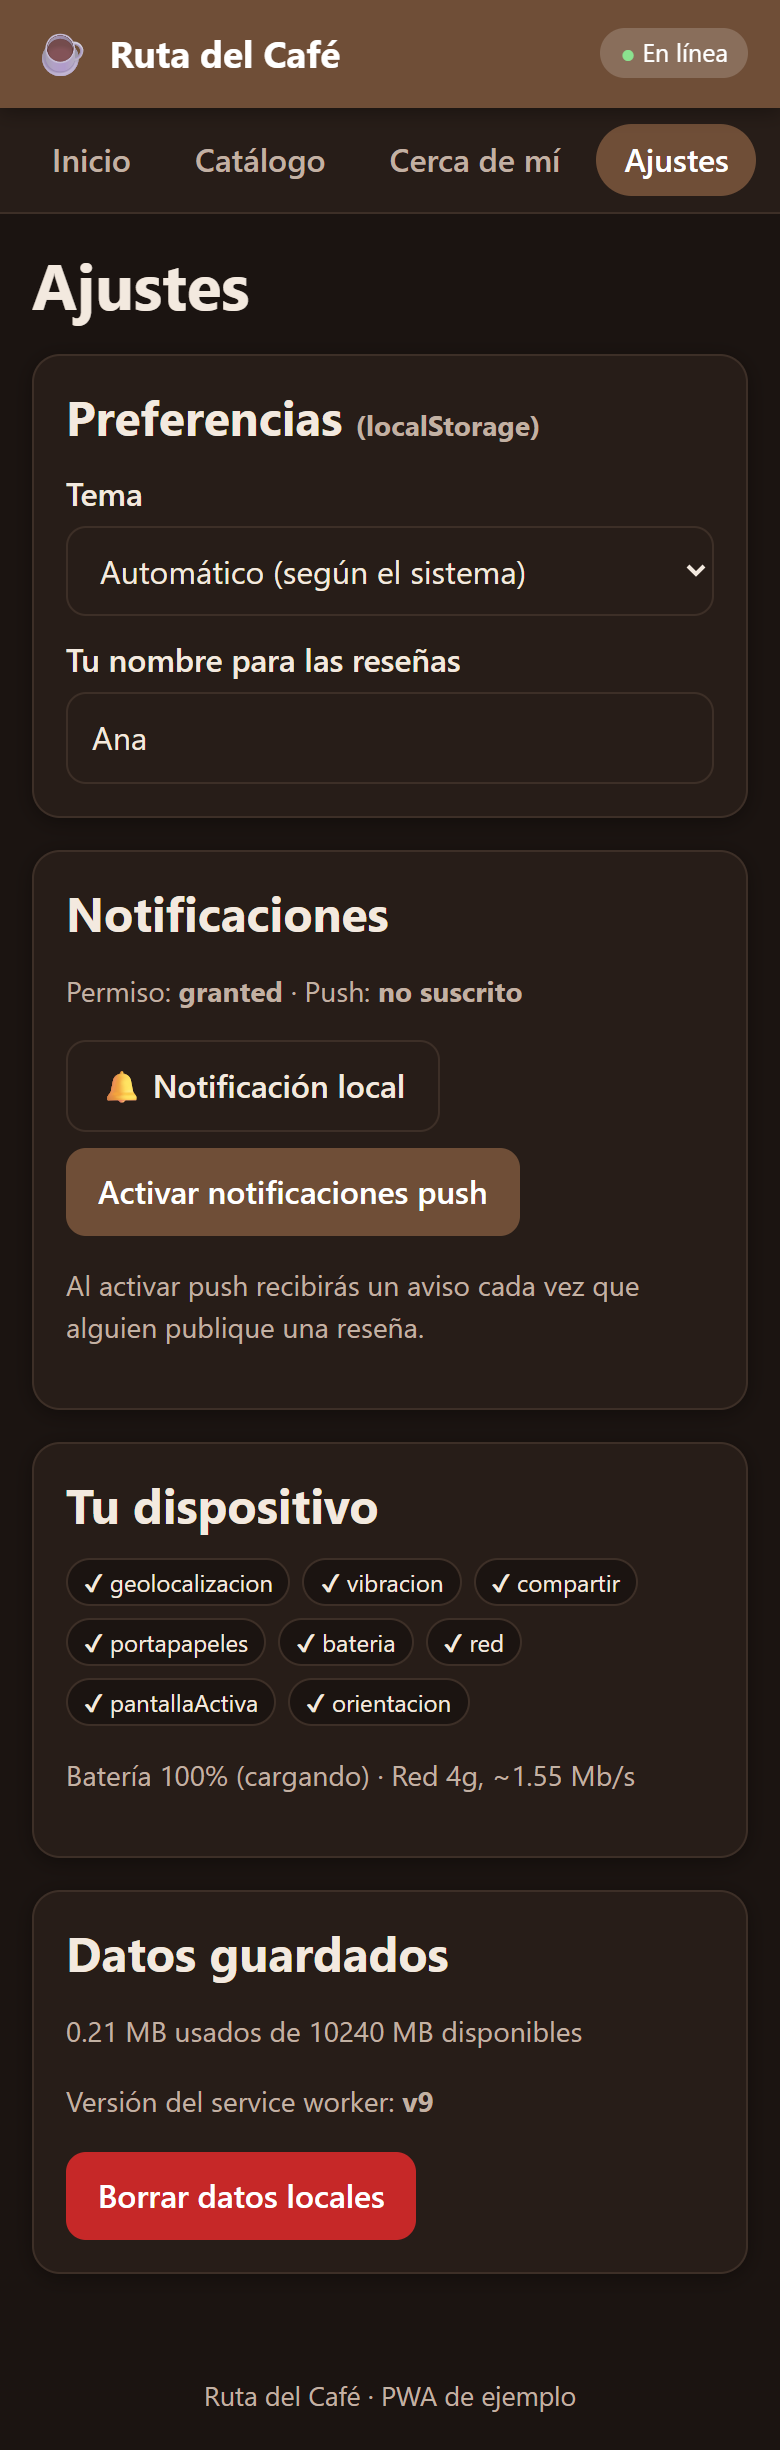 Ruta del Café
En línea
Inicio Catálogo Cerca de mí Ajustes
Ajustes
Preferencias (localStorage)
Tema
Automático (según el sistema)
Tu nombre para las reseñas
Ana
Notificaciones
Permiso: granted · Push: no suscrito
Notificación local
Activar notificaciones push
Al activar push recibirás un aviso cada vez que
alguien publique una reseña.
Tu dispositivo
✓ geolocalizacion ✓ vibracion ✓ compartir
✓ portapapeles ✓ bateria ✓ red
✓ pantallaActiva ✓ orientacion
Batería 100% (cargando) · Red 4g, ~1.55 Mb/s
Datos guardados
0.21 MB usados de 10240 MB disponibles
Versión del service worker: v9
Borrar datos locales
Ruta del Café · PWA de ejemplo